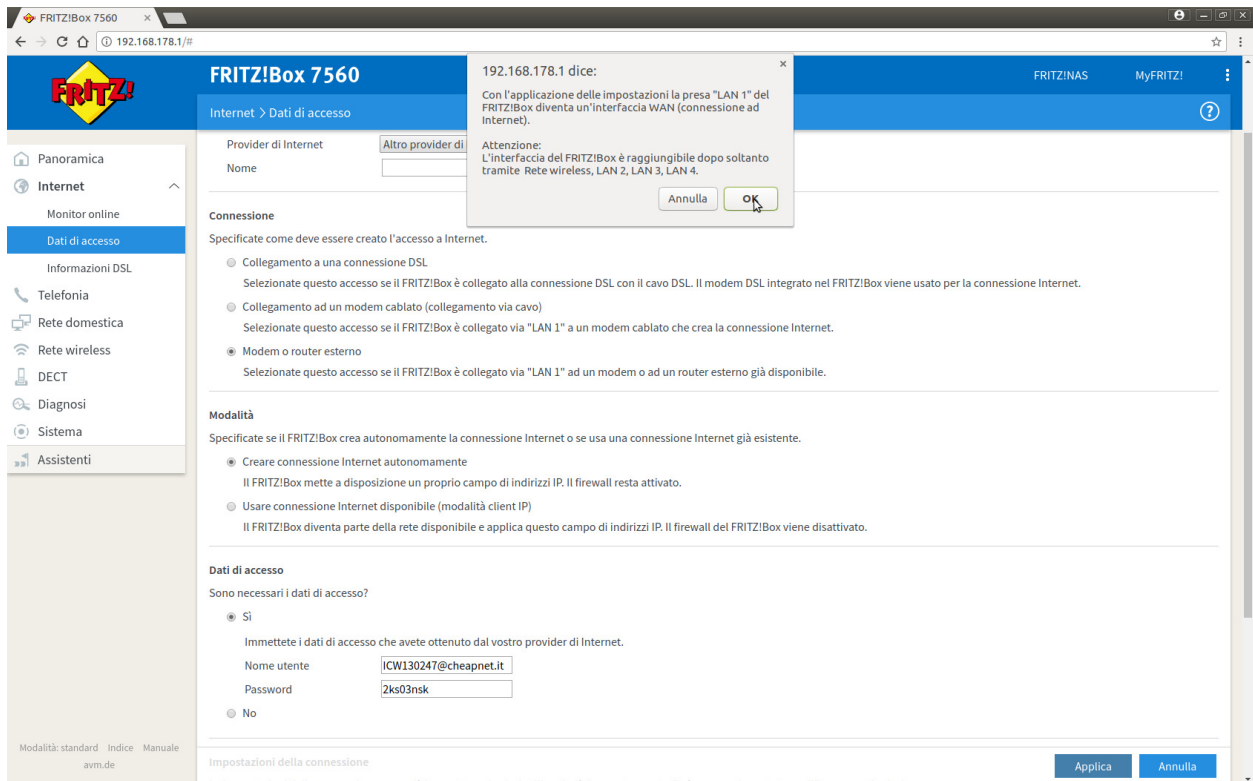 FRITZ!Box 7560
192.168.178.1/#
FRITZ!
FRITZ!Box 7560
FRITZ!NAS
MyFRITZ!
Internet > Dati di accesso
192.168.178.1 dice:
Con l'applicazione delle impostazioni la presa "LAN 1" del
FRITZ!Box diventa un'interfaccia WAN (connessione ad
Internet).
Attenzione:
L'interfaccia del FRITZ!Box è raggiungibile dopo soltanto
tramite Rete wireless, LAN 2, LAN 3, LAN 4.
Annulla
OK
Panoramica
Internet
Monitor online
Dati di accesso
Informazioni DSL
Telefonia
Rete domestica
Rete wireless
DECT
Diagnosi
Sistema
Assistenti
Modalità: standard Indice Manuale
avm.de
Provider di Internet Altro provider di
Nome
Connessione
Specificate come deve essere creato l'accesso a Internet.
Collegamento a una connessione DSL
Selezionate questo accesso se il FRITZ!Box è collegato alla connessione DSL con il cavo DSL. Il modem DSL integrato nel FRITZ!Box viene usato per la connessione Internet.
Collegamento ad un modem cablato (collegamento via cavo)
Selezionate questo accesso se il FRITZ!Box è collegato via "LAN 1" a un modem cablato che crea la connessione Internet.
Modem o router esterno
Selezionate questo accesso se il FRITZ!Box è collegato via "LAN 1" ad un modem o ad un router esterno già disponibile.
Modalità
Specificate se il FRITZ!Box crea autonomamente la connessione Internet o se usa una connessione Internet già esistente.
Creare connessione Internet autonomamente
Il FRITZ!Box mette a disposizione un proprio campo di indirizzi IP. Il firewall resta attivato.
Usare connessione Internet disponibile (modalità client IP)
Il FRITZ!Box diventa parte della rete disponibile e applica questo campo di indirizzi IP. Il firewall del FRITZ!Box viene disattivato.
Dati di accesso
Sono necessari i dati di accesso?
Sì
Immettete i dati di accesso che avete ottenuto dal vostro provider di Internet.
Nome utente ICW130247@cheapnet.it
Password 2ks03nsk
No
Impostazioni della connessione
Applica
Annulla